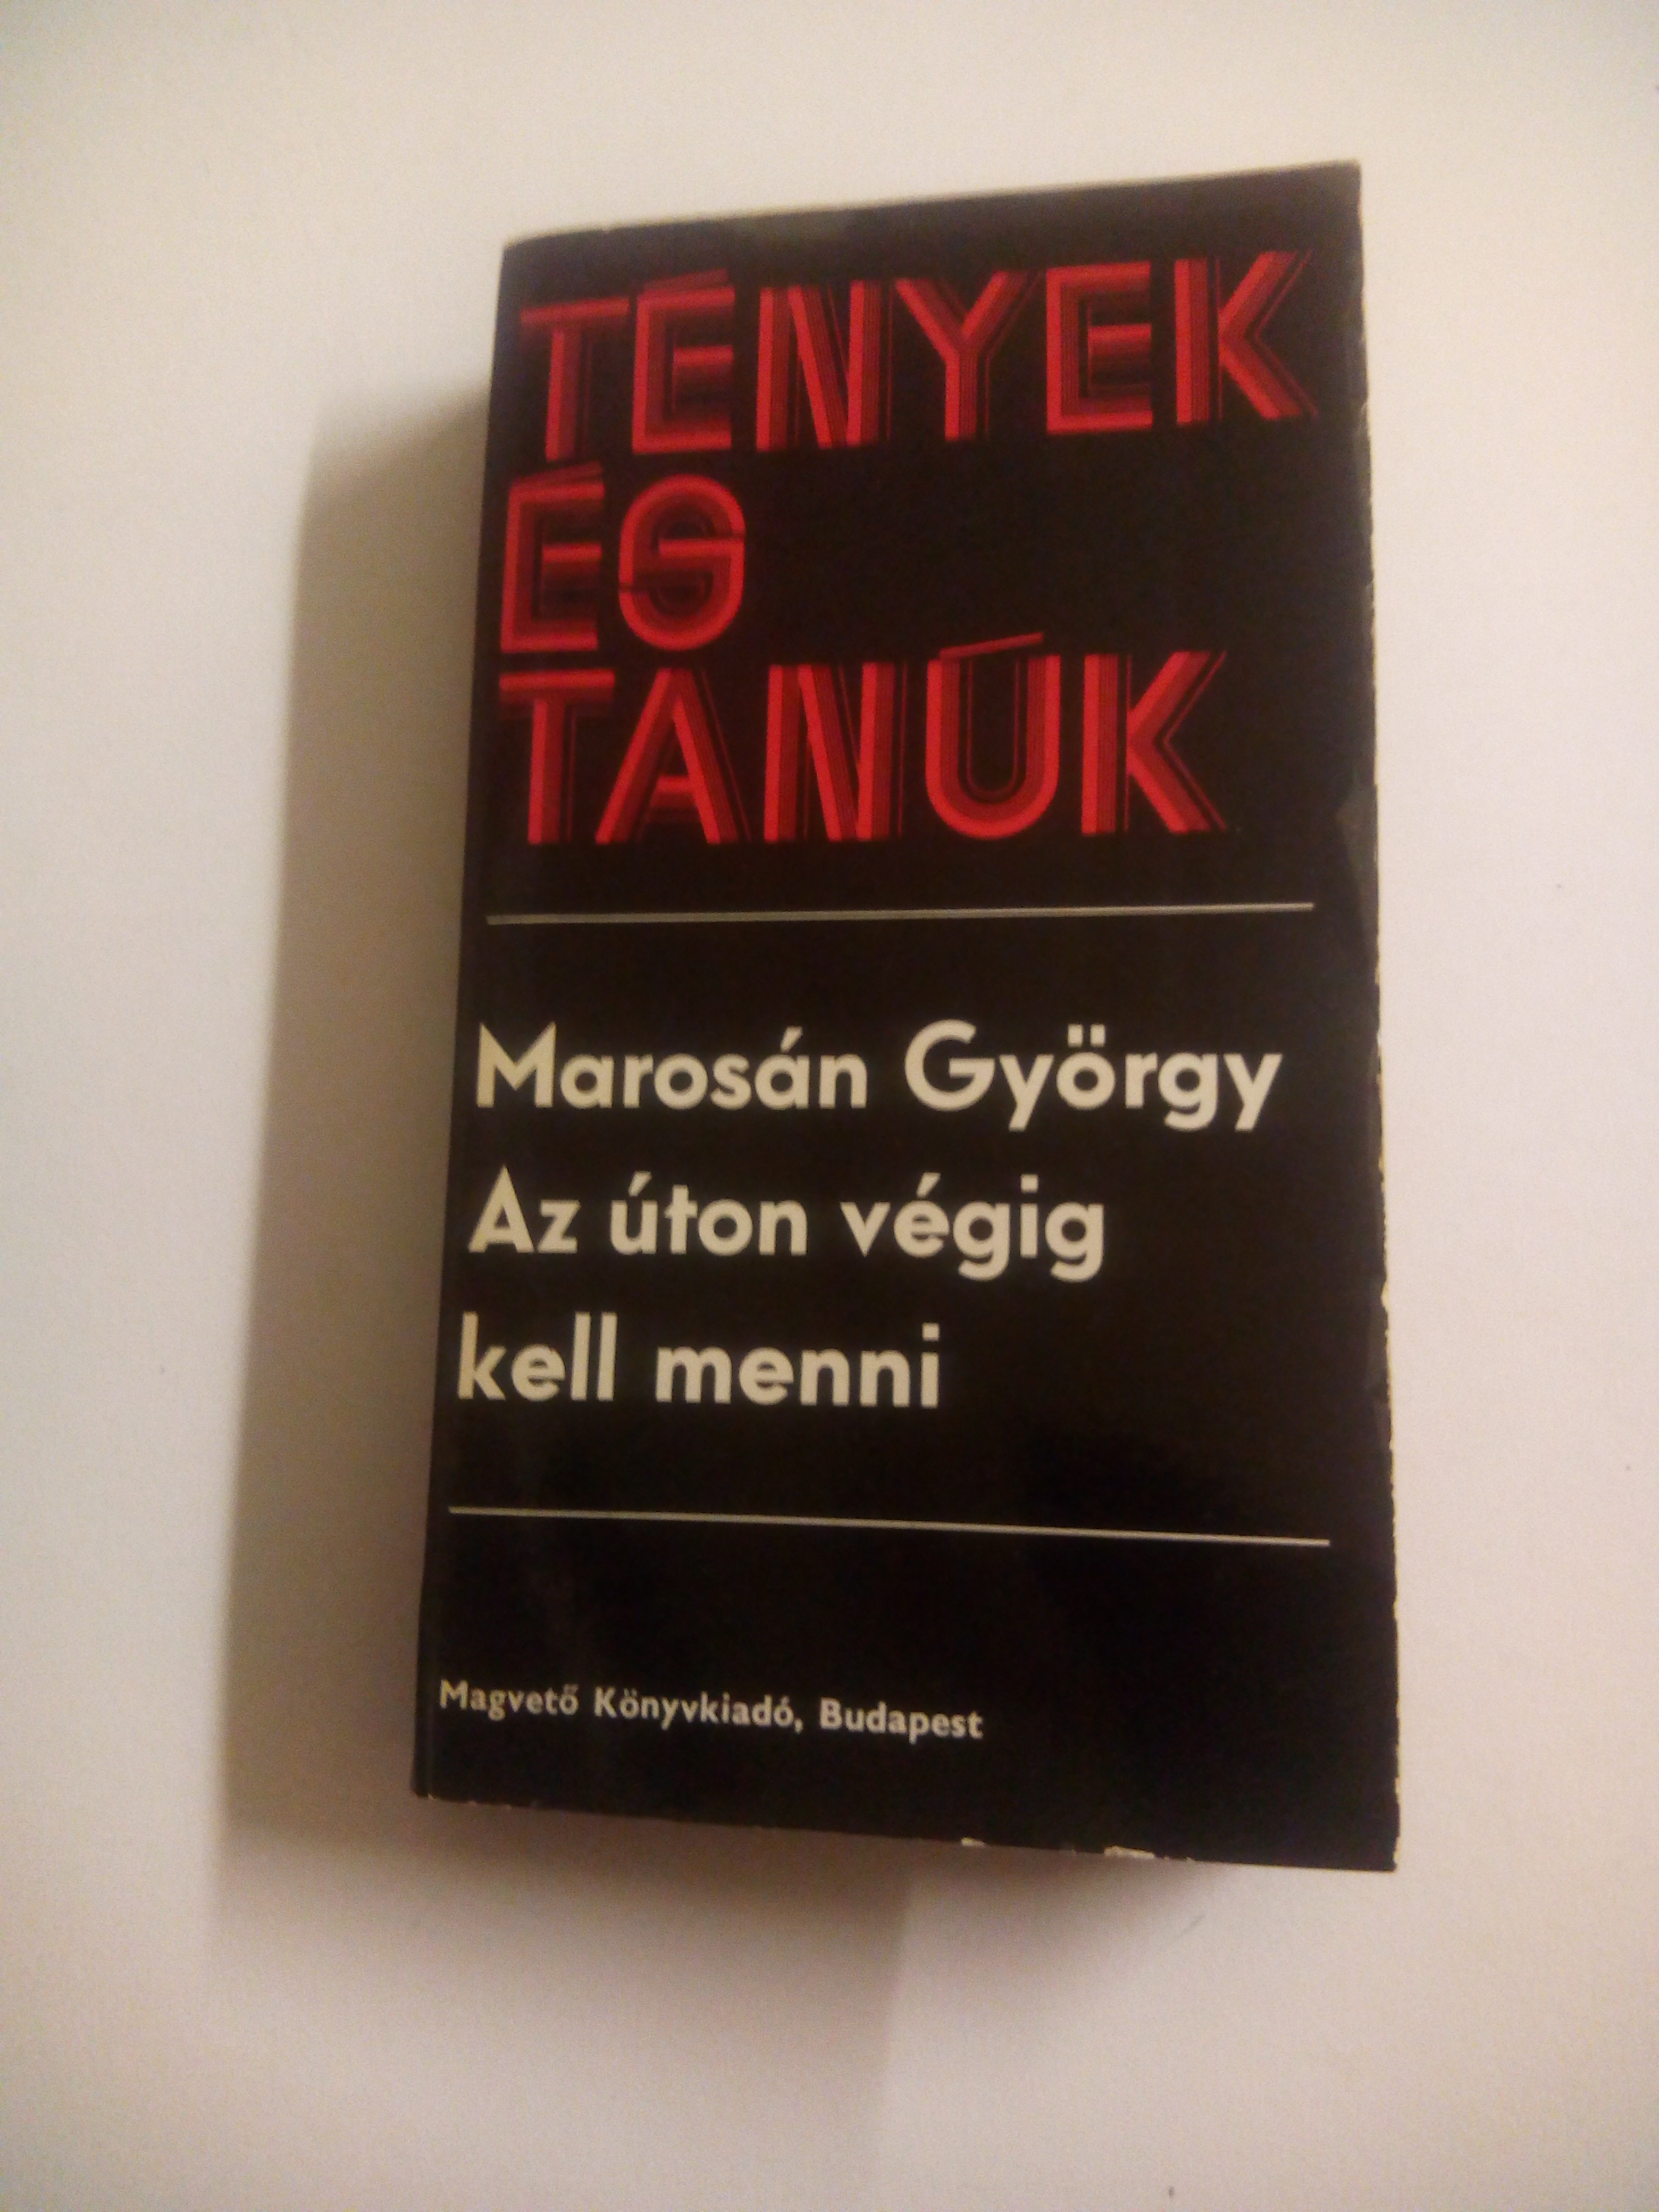 TÉNYEK
ÉS
TANÚK
Marosán György
Az úton végig
kell menni
Magvető Könyvkiadó, Budapest